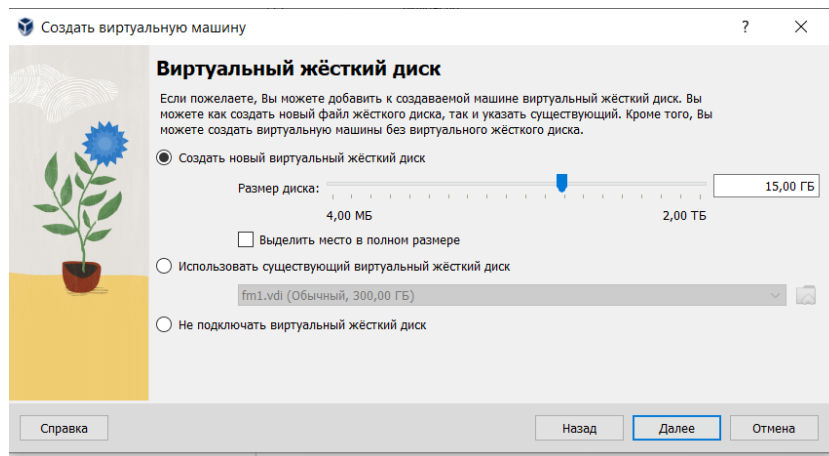 Создать виртуальную машину
Виртуальный жёсткий диск
Если пожелаете, Вы можете добавить к создаваемой машине виртуальный жёсткий диск. Вы
можете как создать новый файл жёсткого диска, так и указать существующий. Кроме того, Вы
можете создать виртуальную машины без виртуального жёсткого диска.
Создать новый виртуальный жёсткий диск
Размер диска:
15,00 ГБ
4,00 МБ 2,00 ТБ
Выделить место в полном размере
Использовать существующий виртуальный жёсткий диск
fm1.vdi (Обычный, 300,00 ГБ)
Не подключать виртуальный жёсткий диск
Справка Назад Далее Отмена